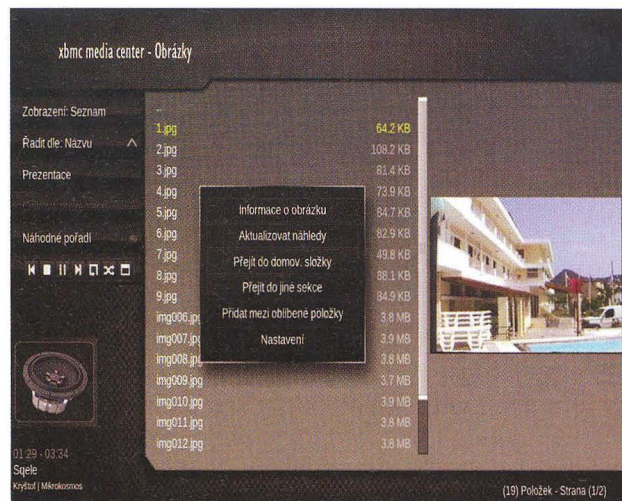 xbmc media center - Obrázky
Zobrazení: Seznam
Řadit dle: Názvu
Prezentace
Náhodné pořadí
..
1.jpg 64.2 KB
2.jpg 108.2 KB
3.jpg 81.4 KB
4.jpg 73.9 KB
5.jpg 84.7 KB
6.jpg 82.9 KB
7.jpg 49.8 KB
8.jpg 88.1 KB
9.jpg 84.9 KB
img006.jpg 3.8 MB
img007.jpg 3.9 MB
img008.jpg 3.8 MB
img009.jpg 3.7 MB
img010.jpg 3.9 MB
img011.jpg 3.8 MB
img012.jpg 3.8 MB
Informace o obrázku
Aktualizovat náhledy
Přejít do domov. složky
Přejít do jiné sekce
Přidat mezi oblíbené položky
Nastavení
01:29 - 03:34
Sqele
Kryštof | Mikrokosmos
(19) Položek - Strana (1/2)